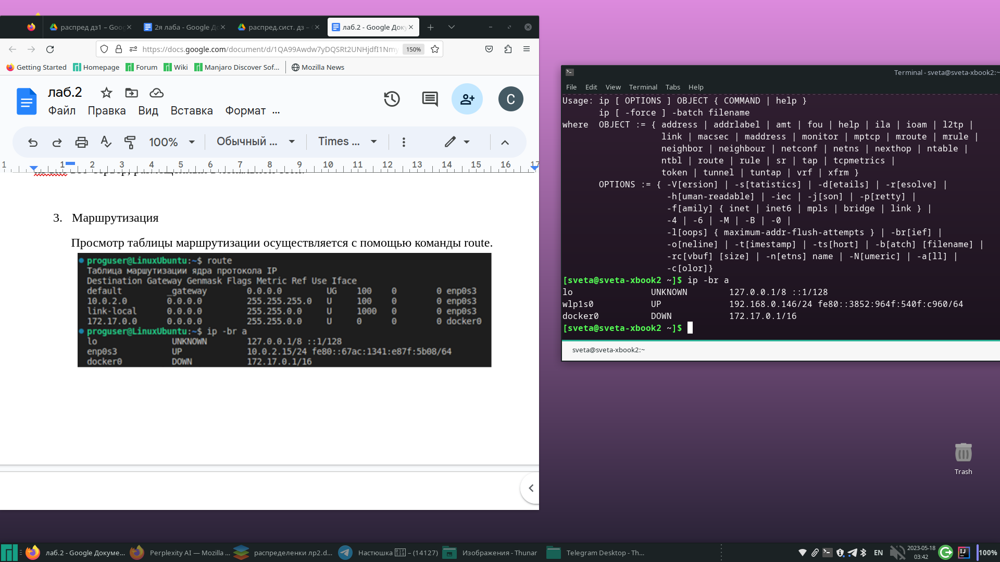 распред дз1 – Goo
2я лаба - Google До
распред.сист. дз –
лаб.2 - Google Доку
https://docs.google.com/document/d/1QA99Awdw7yDQSRt2UNHjdfI1Nmy
150%
Getting Started
Homepage
Forum
Wiki
Manjaro Discover Sof...
Mozilla News
лаб.2
Файл Правка Вид Вставка Формат ...
С
100%
Обычный ...
Times ...
1 1 2 3 4 5 6 7 8 9 10 11 12 13 14 15 16 17
3. Маршрутизация
Просмотр таблицы маршрутизации осуществляется с помощью команды route.
proguser@LinuxUbuntu:~$ route
Таблица маршутизации ядра протокола IP
Destination Gateway Genmask Flags Metric Ref Use Iface
default _gateway 0.0.0.0 UG 100 0 0 enp0s3
10.0.2.0 0.0.0.0 255.255.255.0 U 100 0 0 enp0s3
link-local 0.0.0.0 255.255.0.0 U 1000 0 0 enp0s3
172.17.0.0 0.0.0.0 255.255.0.0 U 0 0 0 docker0
proguser@LinuxUbuntu:~$ ip -br a
lo UNKNOWN 127.0.0.1/8 ::1/128
enp0s3 UP 10.0.2.15/24 fe80::67ac:1341:e87f:5b08/64
docker0 DOWN 172.17.0.1/16
Terminal - sveta@sveta-xbook2:~
File Edit View Terminal Tabs Help
Usage: ip [ OPTIONS ] OBJECT { COMMAND | help }
ip [ -force ] -batch filename
where OBJECT := { address | addrlabel | amt | fou | help | ila | ioam | l2tp |
link | macsec | maddress | monitor | mptcp | mroute | mrule |
neighbor | neighbour | netconf | netns | nexthop | ntable |
ntbl | route | rule | sr | tap | tcpmetrics |
token | tunnel | tuntap | vrf | xfrm }
OPTIONS := { -V[ersion] | -s[tatistics] | -d[etails] | -r[esolve] |
-h[uman-readable] | -iec | -j[son] | -p[retty] |
-f[amily] { inet | inet6 | mpls | bridge | link } |
-4 | -6 | -M | -B | -0 |
-l[oops] { maximum-addr-flush-attempts } | -br[ief] |
-o[neline] | -t[imestamp] | -ts[hort] | -b[atch] [filename] |
-rc[vbuf] [size] | -n[etns] name | -N[umeric] | -a[ll] |
-c[olor]}
[sveta@sveta-xbook2 ~]$ ip -br a
lo UNKNOWN 127.0.0.1/8 ::1/128
wlp1s0 UP 192.168.0.146/24 fe80::3852:964f:540f:c960/64
docker0 DOWN 172.17.0.1/16
[sveta@sveta-xbook2 ~]$
sveta@sveta-xbook2:~
Trash
лаб.2 - Google Докуме...
Perplexity AI — Mozilla ...
распределенки лр2.d...
Настюшка – (14127)
Изображения - Thunar
Telegram Desktop - Th...
EN
2023-05-18
03:42
IJ
100%